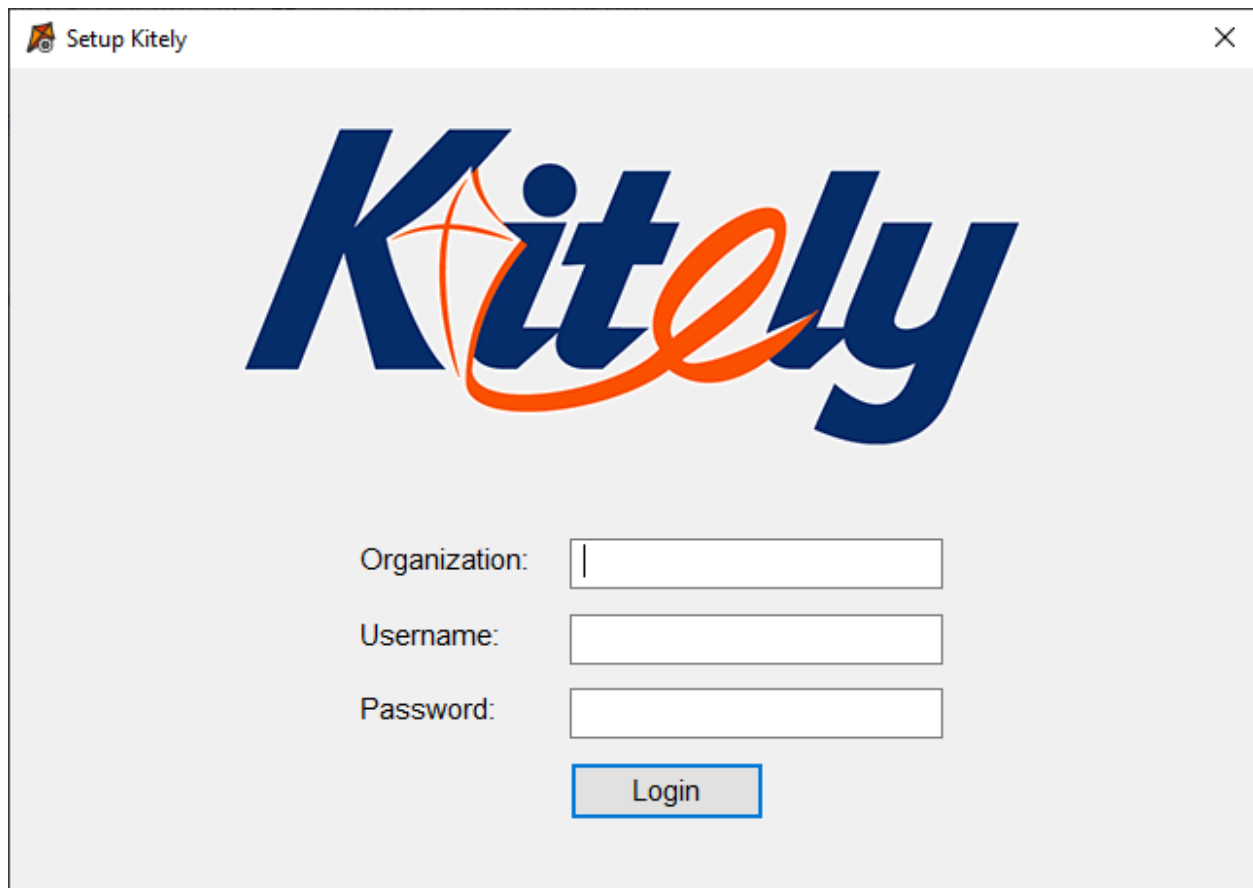 Setup Kitely
Kitely
Organization:
Username:
Password:
Login